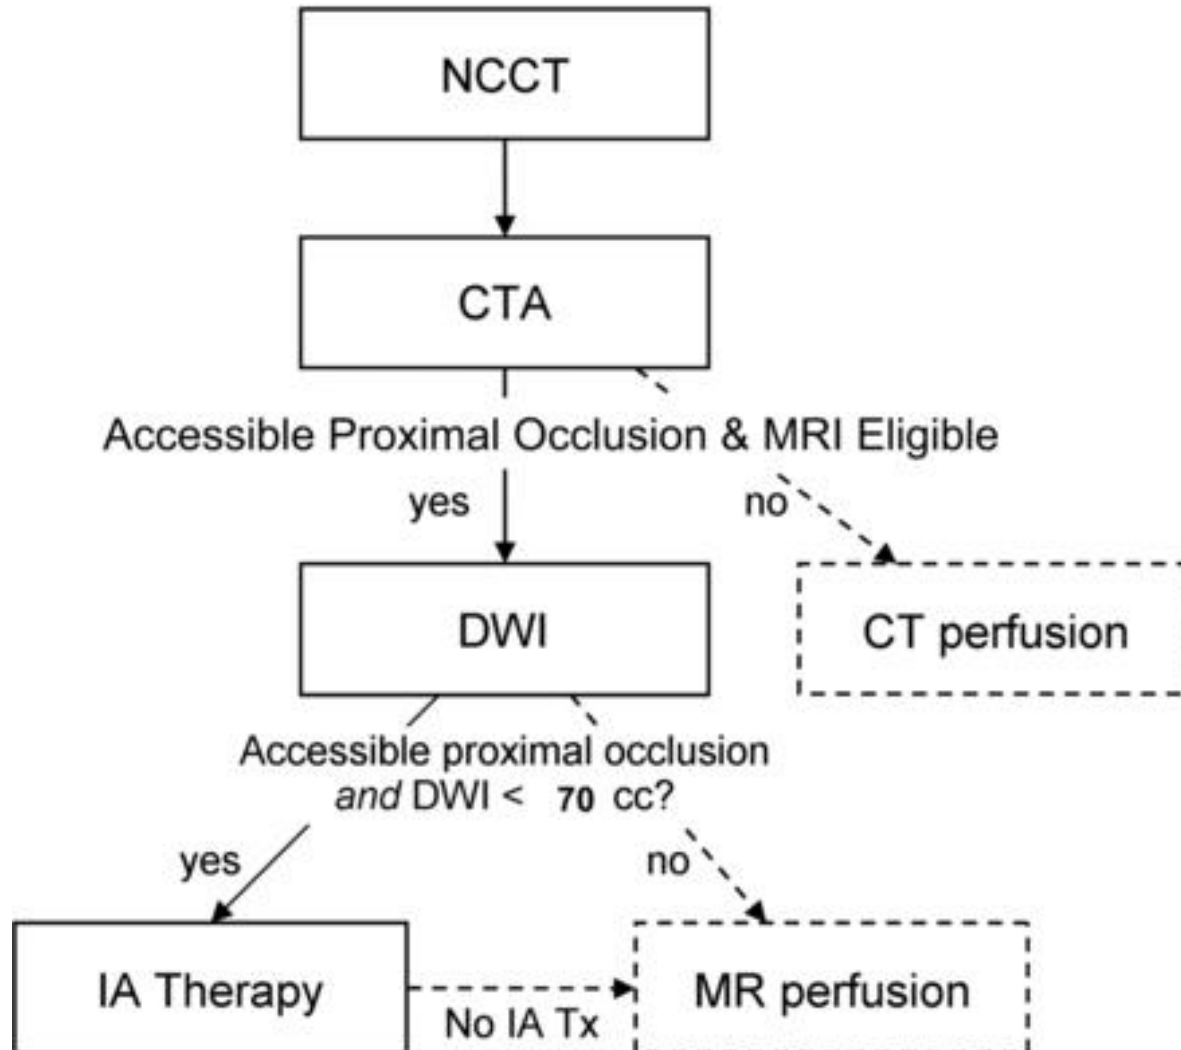 NCCT
CTA
Accessible Proximal Occlusion & MRI Eligible
yes
no
DWI
CT perfusion
Accessible proximal occlusion
and DWI < 70 cc?
yes
no
IA Therapy
No IA Tx
MR perfusion